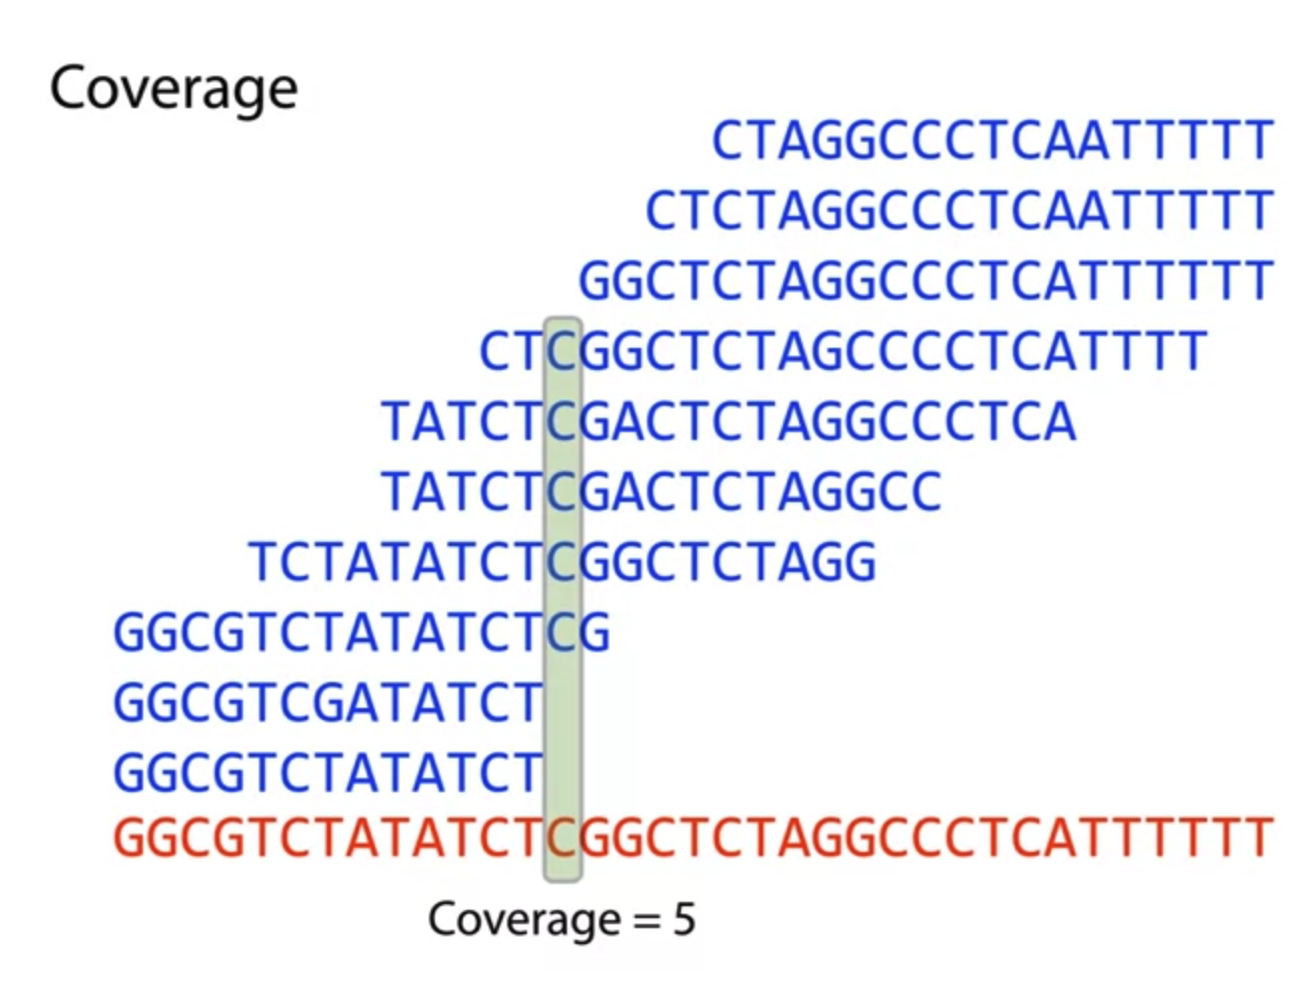 Coverage
CTAGGCCCTCAATTTTT
CTCTAGGCCCTCAATTTTT
GGCTCTAGGCCCTCATTTTTT
CTCGGCTCTAGCCCCTCATTTT
TATCTCGACTCTAGGCCCTCA
TATCTCGACTCTAGGCC
TCTATATCTCGGCTCTAGG
GGCGTCTATATCTCG
GGCGTCGATATCT
GGCGTCTATATCT
GGCGTCTATATCTCGGCTCTAGGCCCTCATTTTTT
Coverage = 5